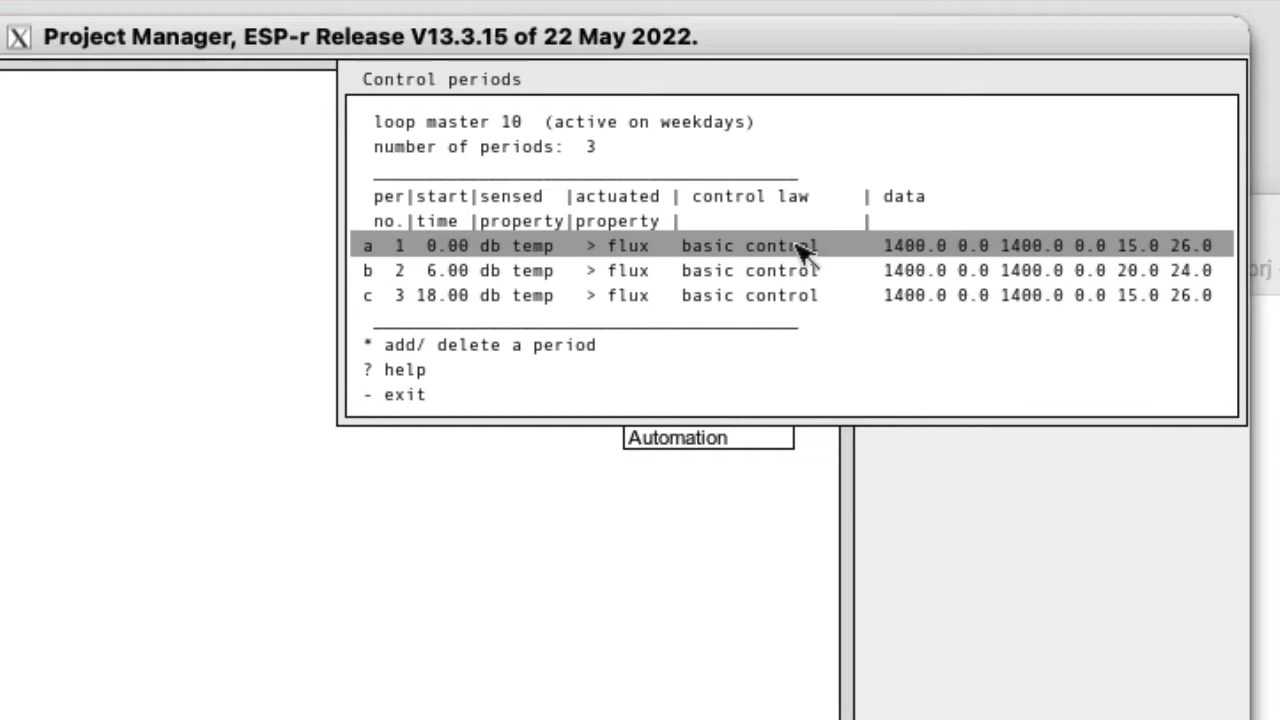 Project Manager, ESP-r Release V13.3.15 of 22 May 2022.
Control periods
loop master 10  (active on weekdays)
number of periods:  3
per|start|sensed  |actuated | control law     | data
no.|time |property|property |                 |
a  1  0.00 db temp   > flux   basic control      1400.0 0.0 1400.0 0.0 15.0 26.0
b  2  6.00 db temp   > flux   basic control      1400.0 0.0 1400.0 0.0 20.0 24.0
c  3 18.00 db temp   > flux   basic control      1400.0 0.0 1400.0 0.0 15.0 26.0
* add/ delete a period
? help
- exit
Automation